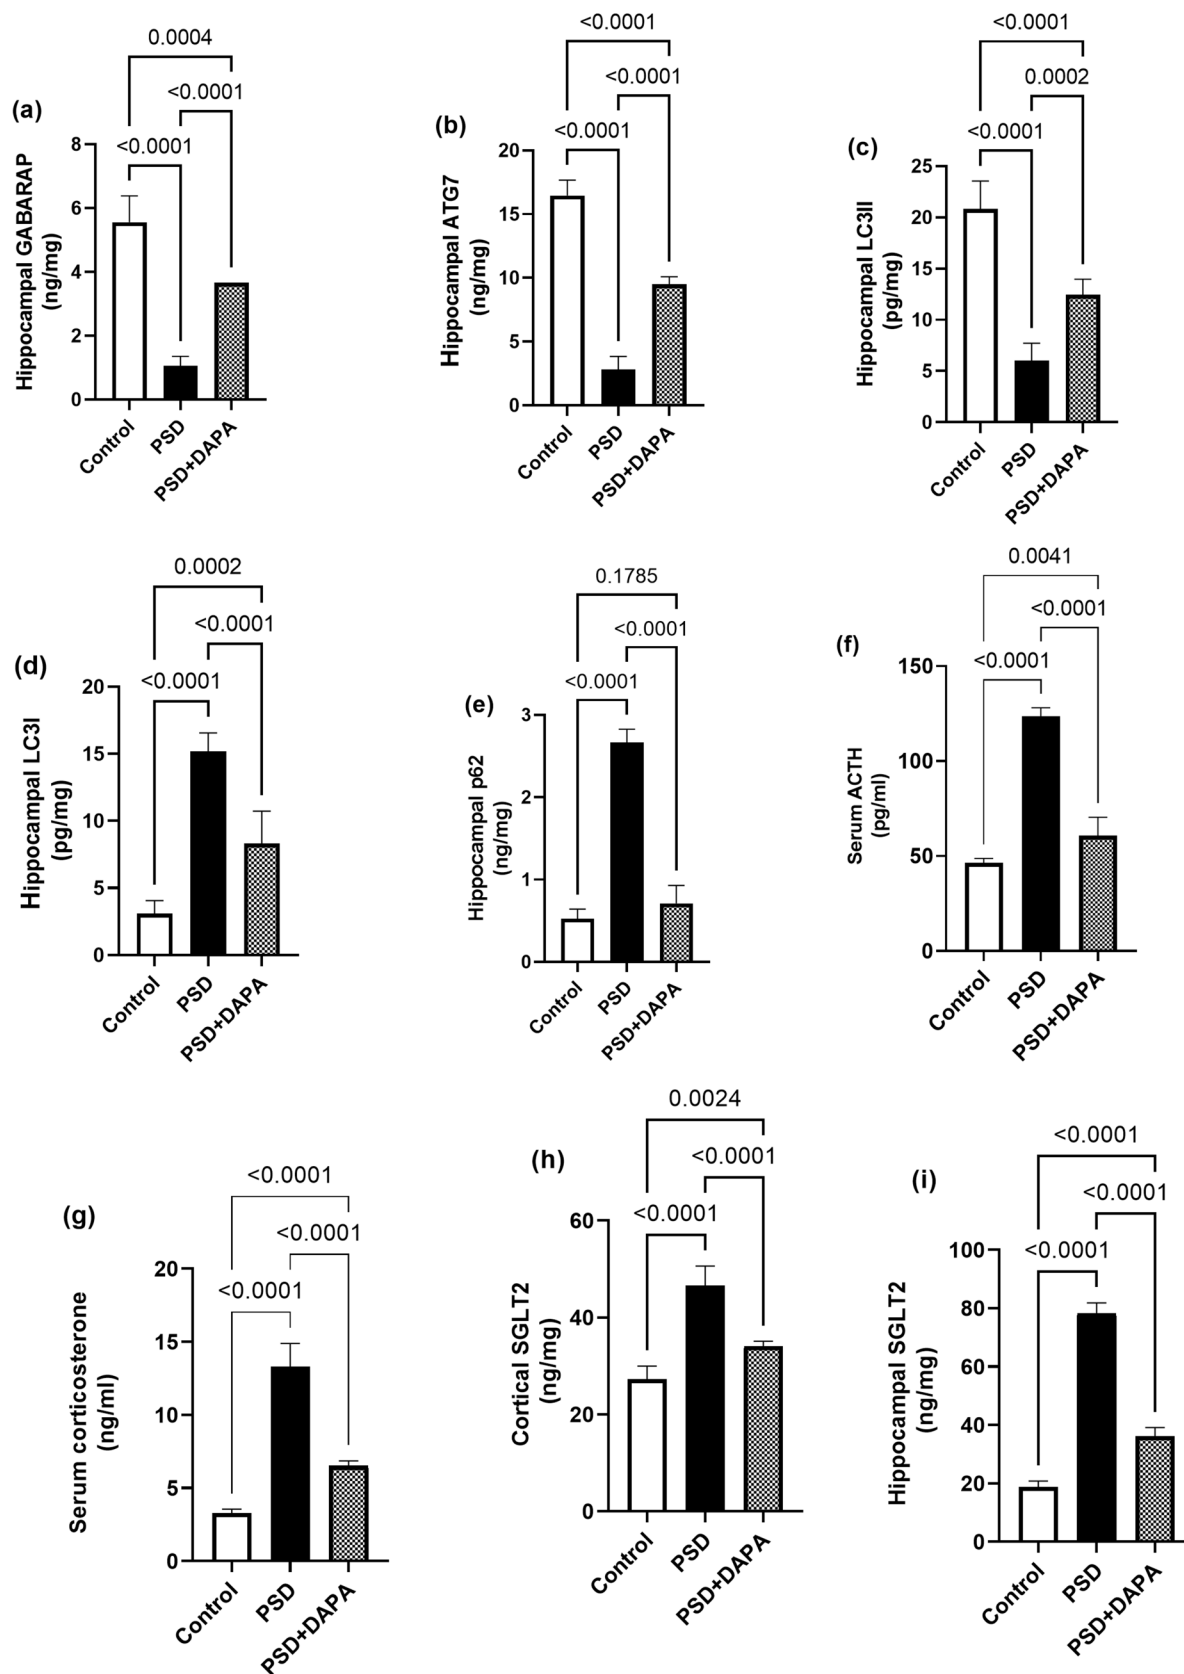 (a)
0.0004
<0.0001
<0.0001
Hippocampal GABARAP
(ng/mg)
8
6
4
2
0
Control
PSD
PSD+DAPA
(b)
<0.0001
<0.0001
<0.0001
Hippocampal ATG7
(ng/mg)
20
15
10
5
0
Control
PSD
PSD+DAPA
(c)
<0.0001
0.0002
<0.0001
Hippocampal LC3II
(pg/mg)
25
20
15
10
5
0
Control
PSD
PSD+DAPA
(d)
0.0002
<0.0001
<0.0001
Hippocampal LC3I
(pg/mg)
20
15
10
5
0
Control
PSD
PSD+DAPA
(e)
0.1785
<0.0001
<0.0001
Hippocampal p62
(ng/mg)
3
2
1
0
Control
PSD
PSD+DAPA
(f)
0.0041
<0.0001
<0.0001
Serum ACTH
(pg/ml)
150
100
50
0
Control
PSD
PSD+DAPA
(g)
<0.0001
<0.0001
<0.0001
Serum corticosterone
(ng/ml)
20
15
10
5
0
Control
PSD
PSD+DAPA
(h)
0.0024
<0.0001
<0.0001
Cortical SGLT2
(ng/mg)
60
40
20
0
Control
PSD
PSD+DAPA
(i)
<0.0001
<0.0001
<0.0001
Hippocampal SGLT2
(ng/mg)
100
80
60
40
20
0
Control
PSD
PSD+DAPA